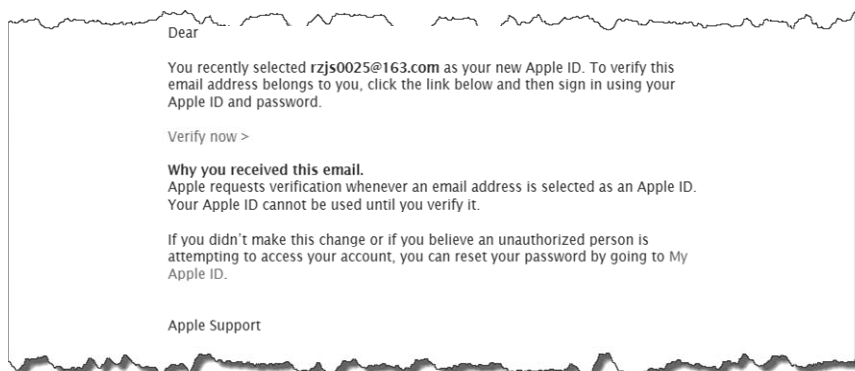 Dear
You recently selected rzjs0025@163.com as your new Apple ID. To verify this
email address belongs to you, click the link below and then sign in using your
Apple ID and password.
Verify now >
Why you received this email.
Apple requests verification whenever an email address is selected as an Apple ID.
Your Apple ID cannot be used until you verify it.
If you didn’t make this change or if you believe an unauthorized person is
attempting to access your account, you can reset your password by going to My
Apple ID.
Apple Support